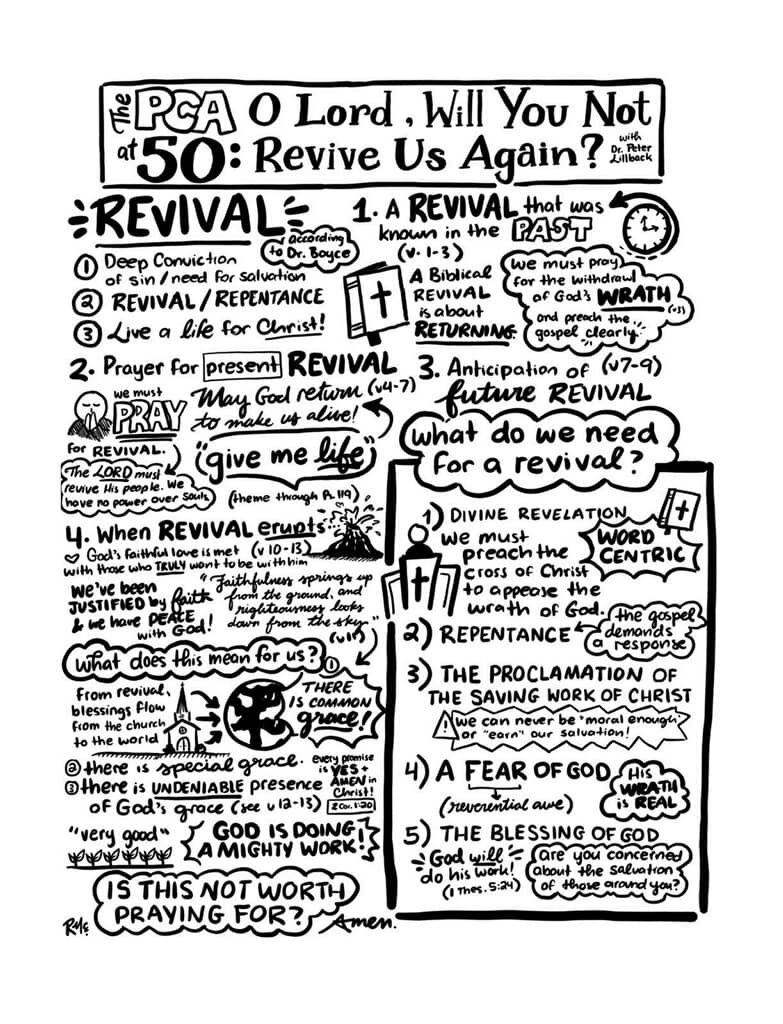 The PCA at 50: O Lord, Will You Not
Revive Us Again?
with
Dr. Peter
Lillback
REVIVAL
according
to Dr. Boyce
1 Deep Conviction
of sin / need for salvation
2 REVIVAL / REPENTANCE
3 Live a life for Christ!
1. A REVIVAL that was
known in the PAST
(v. 1-3)
A Biblical
REVIVAL
is about
RETURNING.
we must pray
for the withdrawl
of God's WRATH
(v3)
and preach the
gospel clearly.
2. Prayer for present REVIVAL
we must
PRAY
for REVIVAL.
May God return (v4-7)
to make us alive!
"give me life"
(theme through Ps. 119)
The LORD must
revive His people. We
have no power over souls.
3. Anticipation of (v7-9)
future REVIVAL
4. When REVIVAL erupts
God's faithful love is met (v 10-13)
with those who TRULY want to be with him
We've been
JUSTIFIED by faith
& we have PEACE
with God!
"Faithfulness springs up
from the ground, and
righteousness looks
down from the sky."
(v11)
what does this mean for us?
1
from revival,
blessings flow
from the church
to the world
THERE
IS COMMON
grace!
2 there is special grace.
3 there is UNDENIABLE presence
of God's grace (see v 12-13)
every promise
is YES +
AMEN in
Christ!
2 Cor. 1:20
"very good"
GOD IS DOING
A MIGHTY WORK!
IS THIS NOT WORTH
PRAYING FOR?
Amen.
what do we need
for a revival?
1) DIVINE REVELATION
we must
preach the
cross of Christ
to appease the
wrath of God.
WORD
CENTRIC
2) REPENTANCE
the gospel
demands
a response
3) THE PROCLAMATION OF
THE SAVING WORK OF CHRIST
! we can never be "moral enough"
or "earn" our salvation!
4) A FEAR OF GOD
(reverential awe)
His
WRATH
is REAL
5) THE BLESSING OF GOD
God will
do his work!
(1 Thes. 5:24)
are you concerned
about the salvation
of those around you?